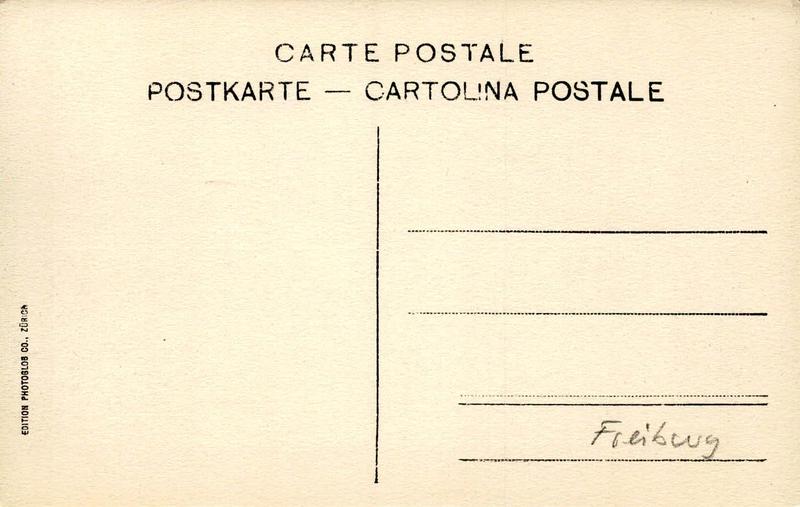 CARTE POSTALE
POSTKARTE — CARTOLINA POSTALE
EDITION PHOTOGLOB CO., ZÜRICH
Freiburg